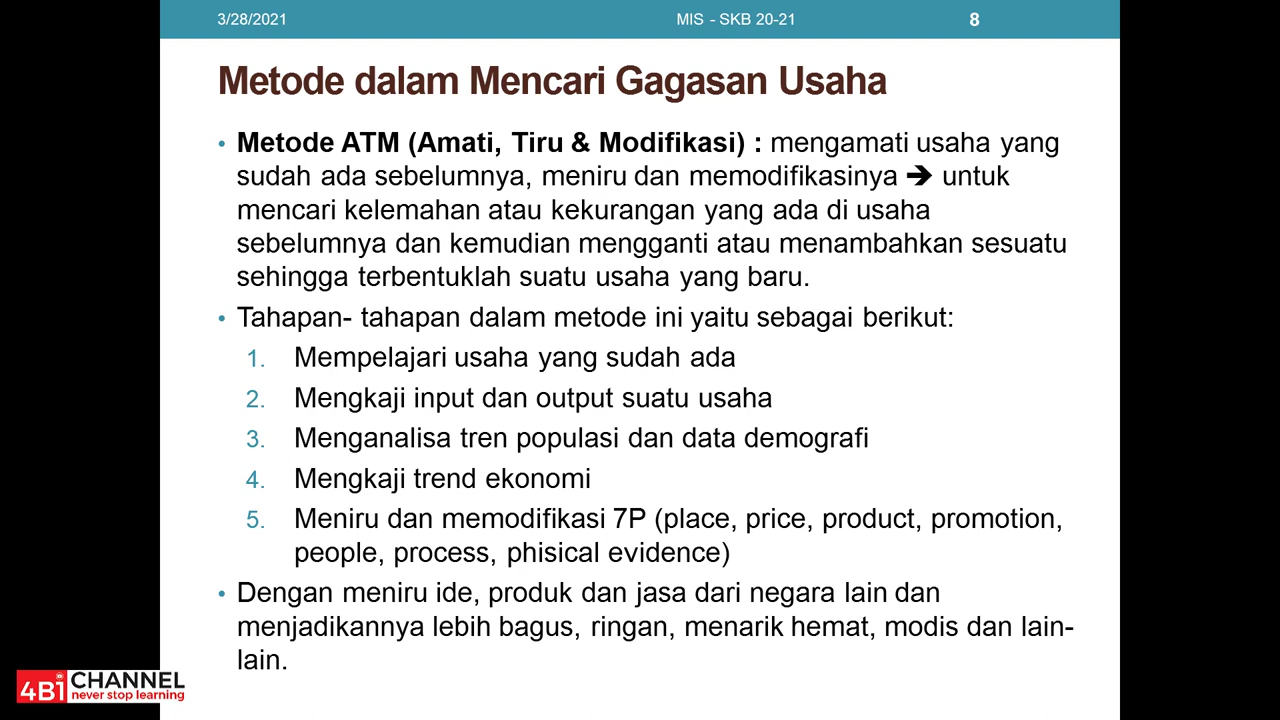 3/28/2021 MIS - SKB 20-21 8
Metode dalam Mencari Gagasan Usaha
• Metode ATM (Amati, Tiru & Modifikasi) : mengamati usaha yang
sudah ada sebelumnya, meniru dan memodifikasinya ➔ untuk
mencari kelemahan atau kekurangan yang ada di usaha
sebelumnya dan kemudian mengganti atau menambahkan sesuatu
sehingga terbentuklah suatu usaha yang baru.
• Tahapan- tahapan dalam metode ini yaitu sebagai berikut:
1. Mempelajari usaha yang sudah ada
2. Mengkaji input dan output suatu usaha
3. Menganalisa tren populasi dan data demografi
4. Mengkaji trend ekonomi
5. Meniru dan memodifikasi 7P (place, price, product, promotion,
people, process, phisical evidence)
• Dengan meniru ide, produk dan jasa dari negara lain dan
menjadikannya lebih bagus, ringan, menarik hemat, modis dan lain-
lain.
4Bi CHANNEL
never stop learning